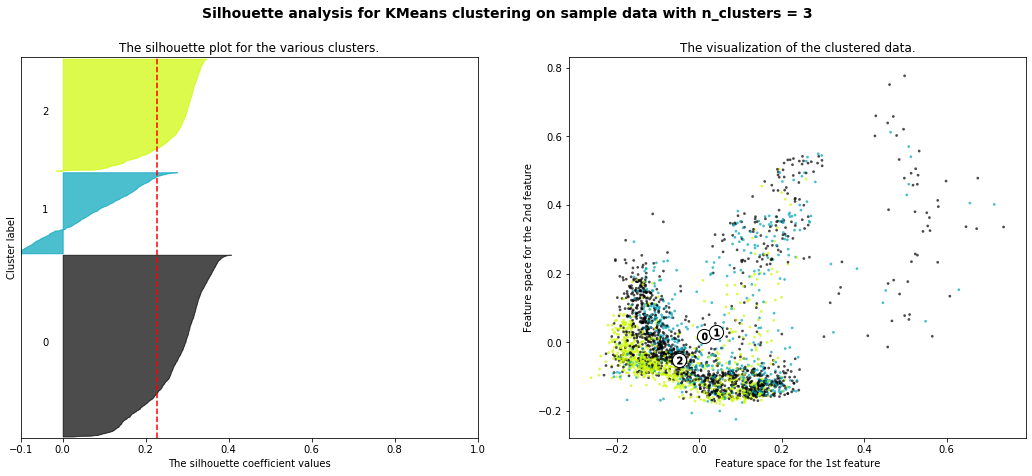 Silhouette analysis for KMeans clustering on sample data with n_clusters = 3
The silhouette plot for the various clusters.
Cluster label
2
1
0
−0.1 0.0 0.2 0.4 0.6 0.8 1.0
The silhouette coefficient values
The visualization of the clustered data.
Feature space for the 2nd feature
0.8
0.6
0.4
0.2
0.0
−0.2
0 1
2
−0.2 0.0 0.2 0.4 0.6
Feature space for the 1st feature